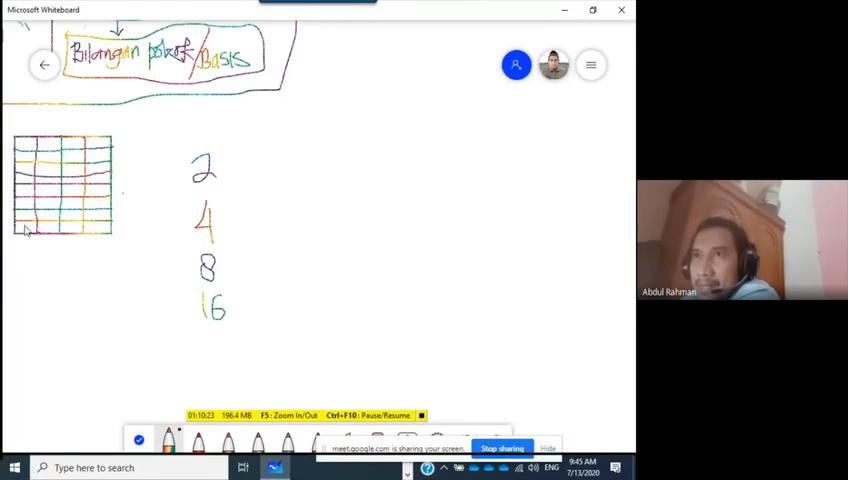 Microsoft Whiteboard
Bilangan pokok/Basis
2
4
8
16
Abdul Rahman
01:10:23 196.4 MB F5: Zoom In/Out Ctrl+F10: Pause/Resume
meet.google.com is sharing your screen. Stop sharing Hide
Type here to search
ENG
9:45 AM
7/13/2020